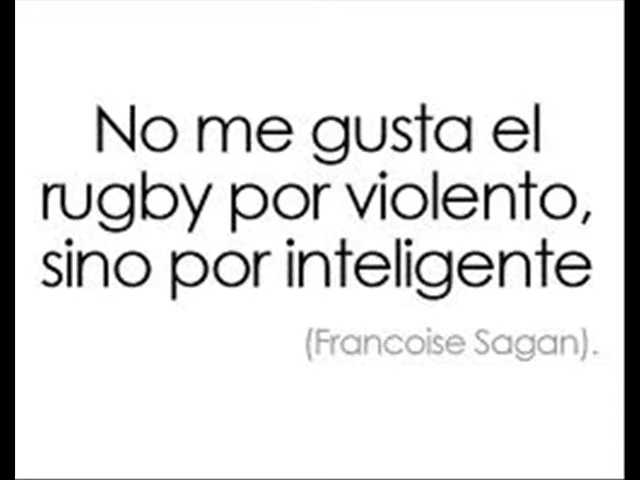 No me gusta el
rugby por violento,
sino por inteligente
(Francoise Sagan).